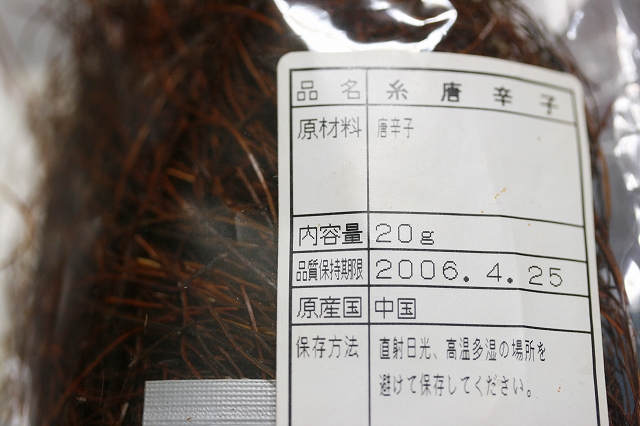 品名 糸唐辛子
原材料 唐辛子
内容量 20g
品質保持期限 2006.4.25
原産国 中国
保存方法 直射日光、高温多湿の場所を
避けて保存してください。